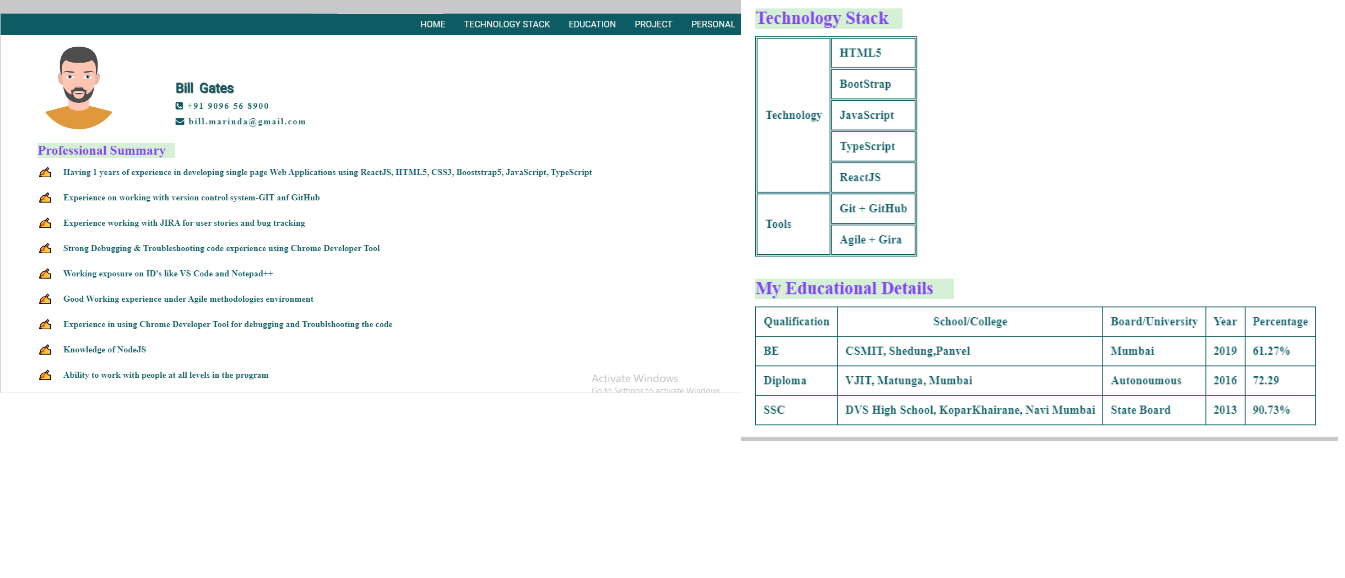 HOME TECHNOLOGY STACK EDUCATION PROJECT PERSONAL
Bill Gates
+91 9096 56 8900
bill.marinda@gmail.com
Professional Summary
Having 1 years of experience in developing single page Web Applications using ReactJS, HTML5, CSS3, Booststrap5, JavaScript, TypeScript
Experience on working with version control system-GIT anf GitHub
Experience working with JIRA for user stories and bug tracking
Strong Debugging & Troubleshooting code experience using Chrome Developer Tool
Working exposure on ID's like VS Code and Notepad++
Good Working experience under Agile methodologies environment
Experience in using Chrome Developer Tool for debugging and Troublshooting the code
Knowledge of NodeJS
Ability to work with people at all levels in the program
Activate Windows
Go to Settings to activate Windows.
Technology Stack
Technology
HTML5
BootStrap
JavaScript
TypeScript
ReactJS
Tools
Git + GitHub
Agile + Gira
My Educational Details
Qualification School/College Board/University Year Percentage
BE CSMIT, Shedung,Panvel Mumbai 2019 61.27%
Diploma VJIT, Matunga, Mumbai Autonoumous 2016 72.29
SSC DVS High School, KoparKhairane, Navi Mumbai State Board 2013 90.73%